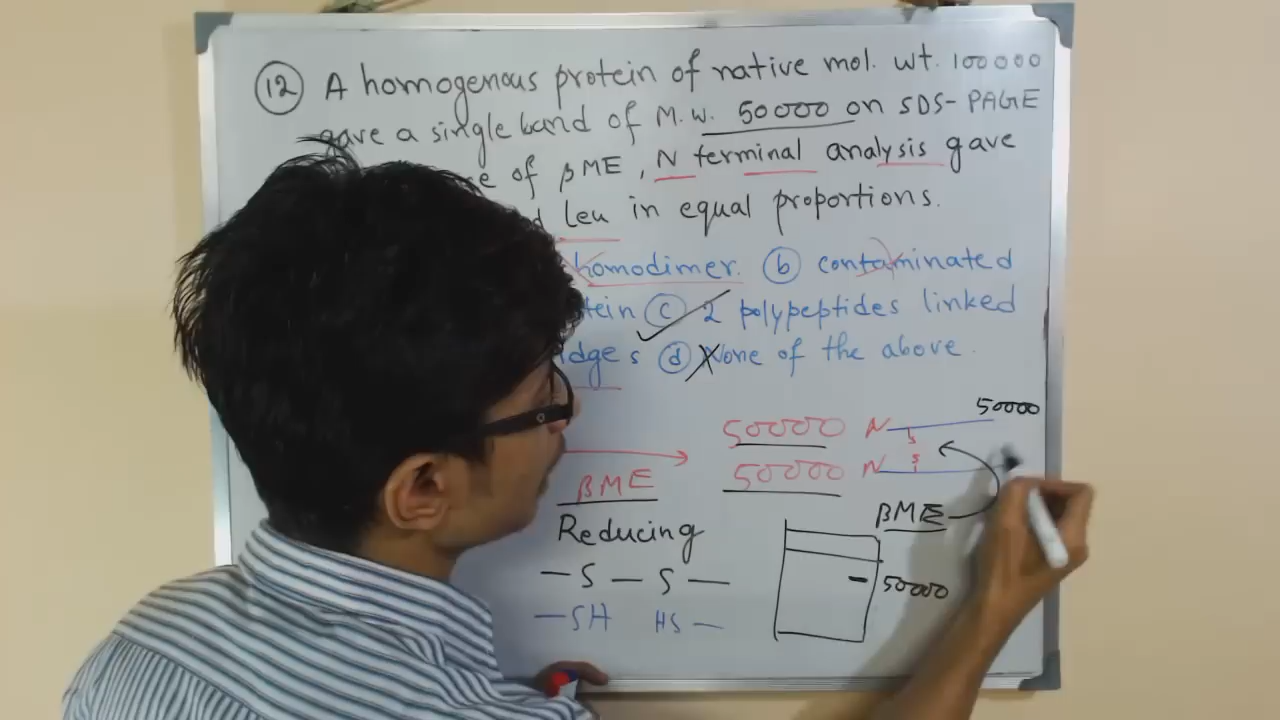 12 A homogenous protein of native mol. wt. 100000
gave a single band of M.W. 50000 on SDS-PAGE
of βME, N terminal analysis gave
Leu in equal proportions.
homodimer. b contaminated
c 2 polypeptides linked
s d None of the above.
50000
50000 N
S
S
50000 N
βME
βME
Reducing
— S — S —
— SH HS —
50000